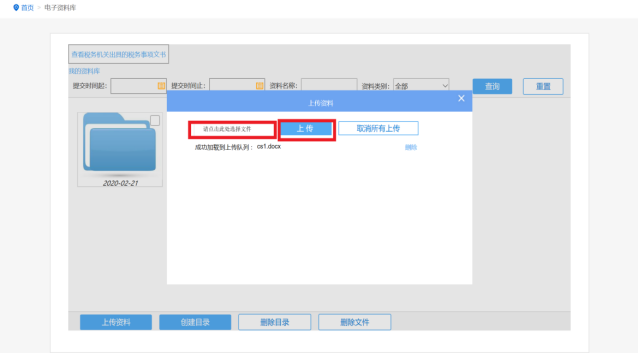 首页 > 电子资料库
查看税务机关出具的税务事项文书
我的资料库
提交时间起： 提交时间止： 资料名称： 资料类别： 全部 查询 重置
上传资料 ×
请点击此处选择文件 上 传 取消所有上传
成功加载到上传队列： cs1.docx 删除
2020-02-21
上传资料 创建目录 删除目录 删除文件